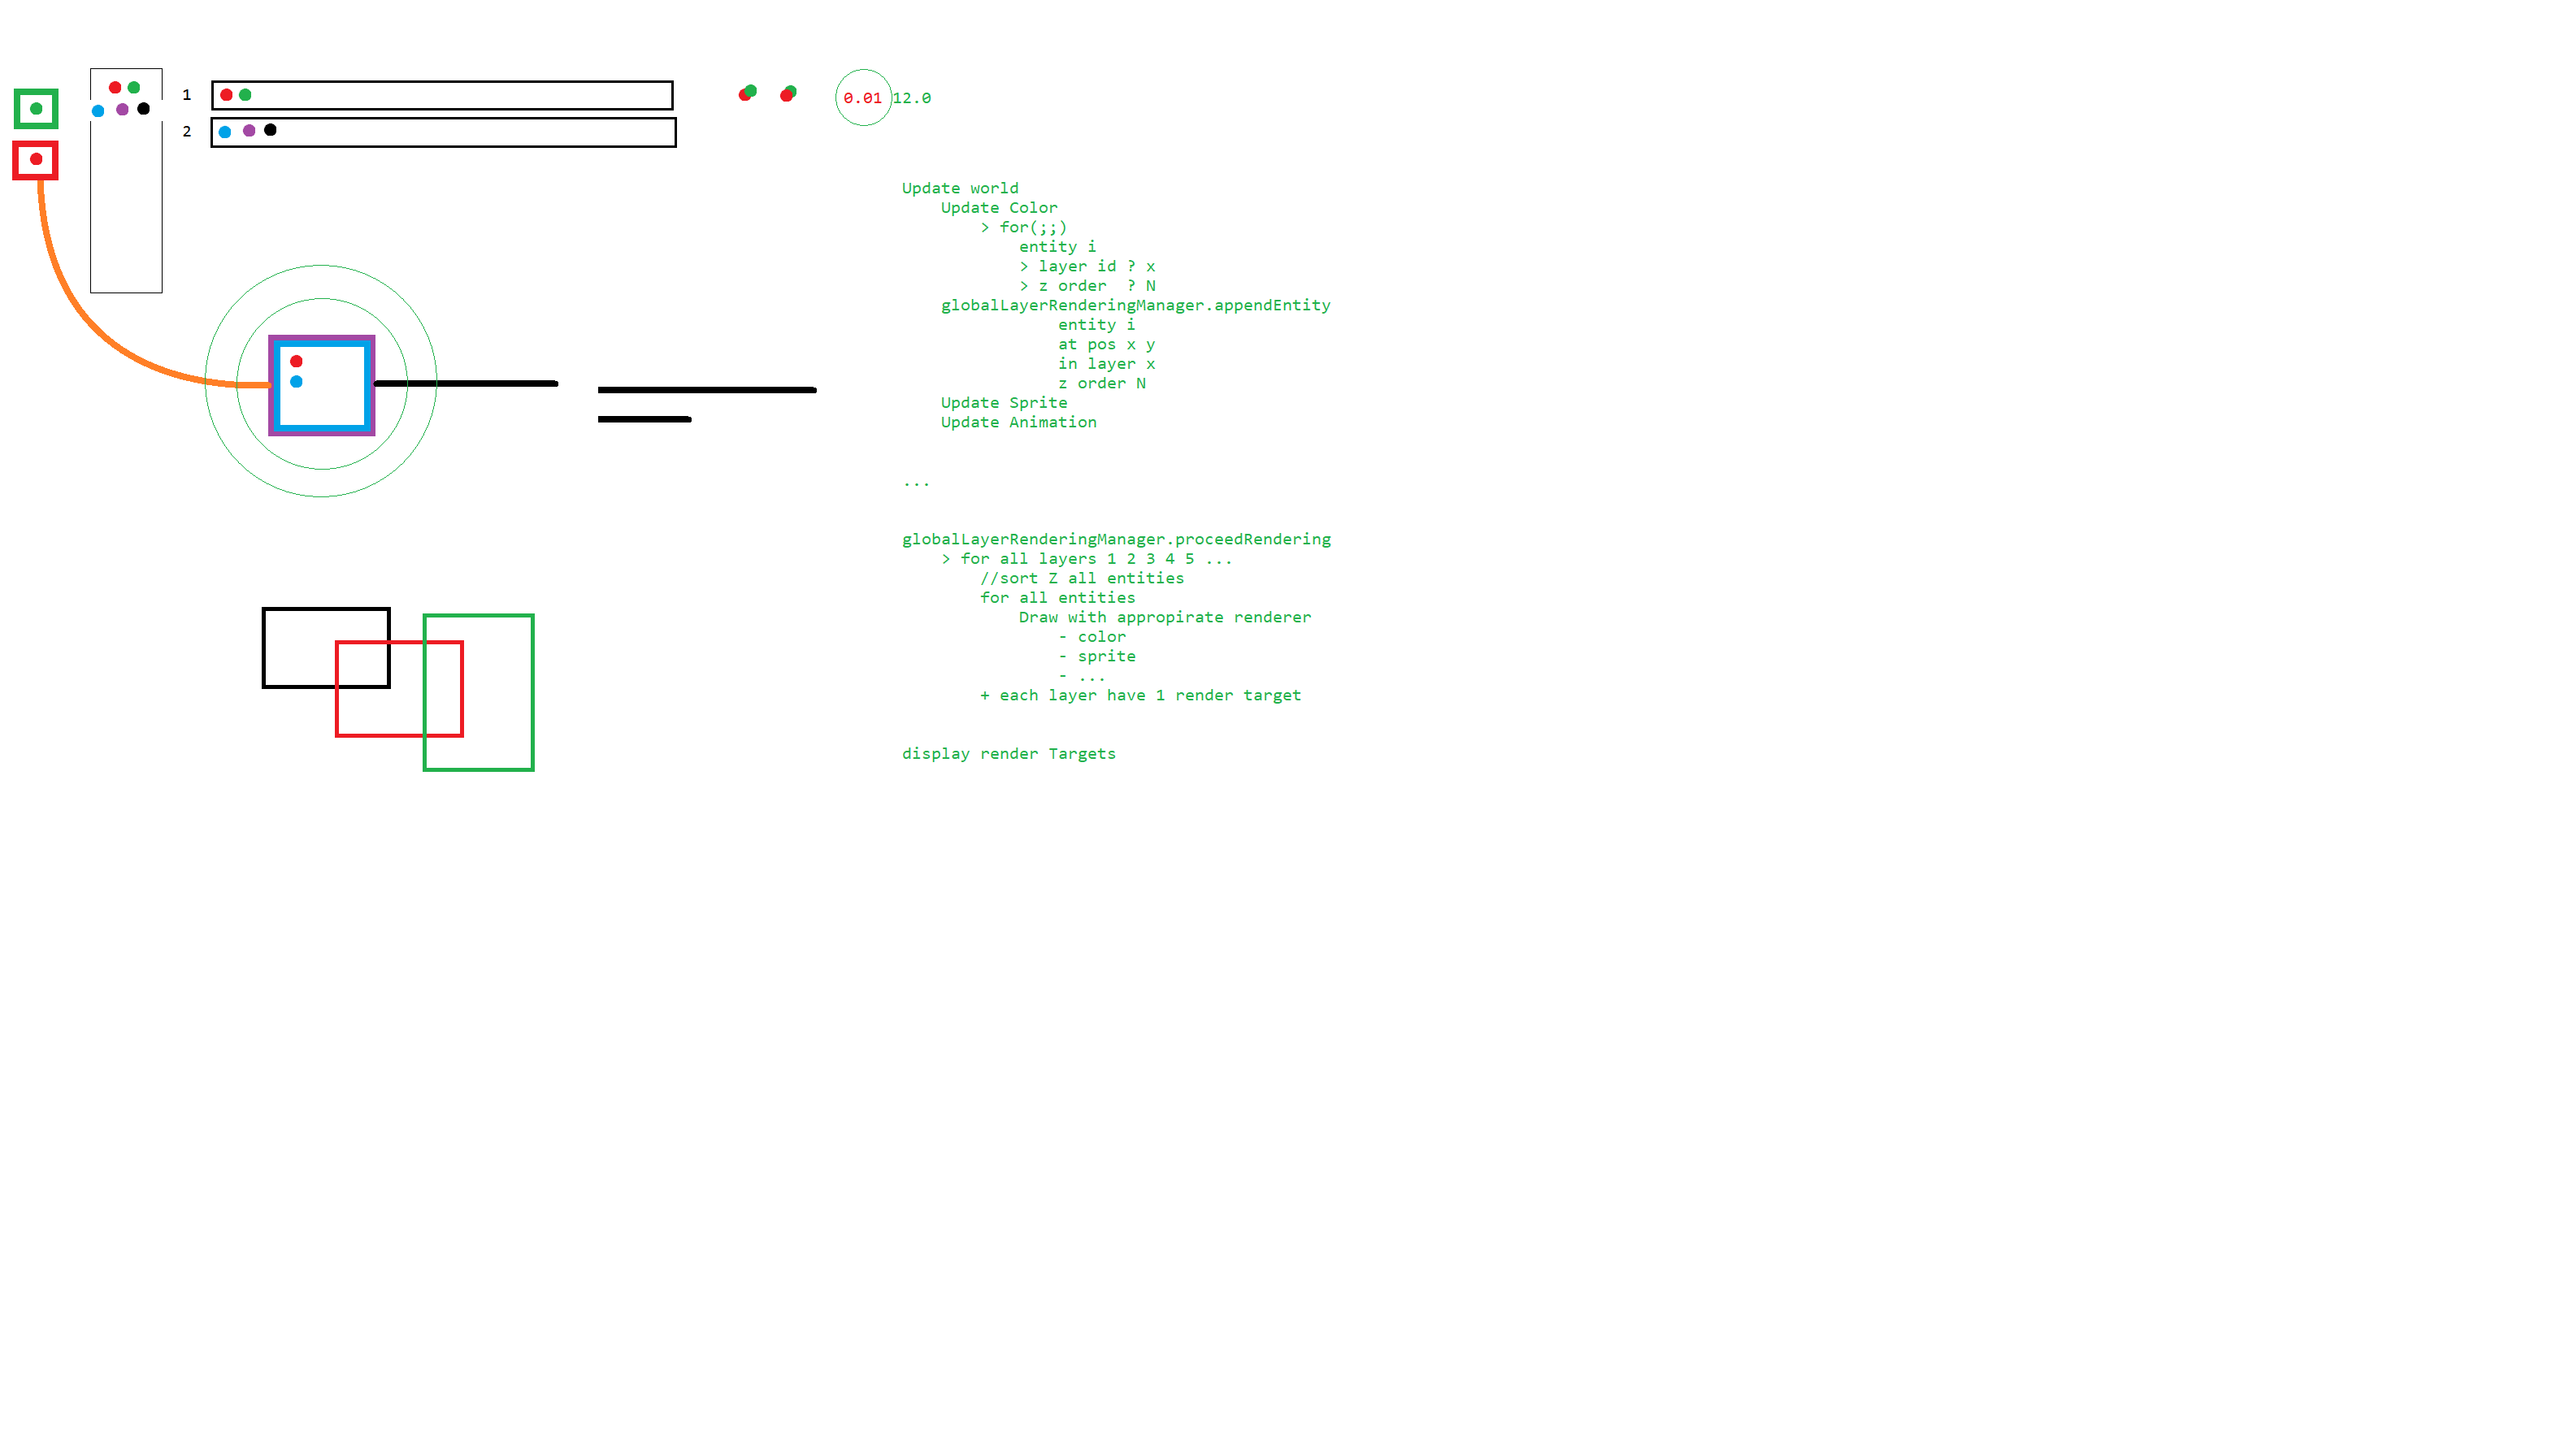 1
2
0.01 12.0
Update world
Update Color
> for(;;)
entity i
> layer id ? x
> z order  ? N
globalLayerRenderingManager.appendEntity
entity i
at pos x y
in layer x
z order N
Update Sprite
Update Animation
...
globalLayerRenderingManager.proceedRendering
> for all layers 1 2 3 4 5 ...
//sort Z all entities
for all entities
Draw with appropirate renderer
- color
- sprite
- ...
+ each layer have 1 render target
display render Targets